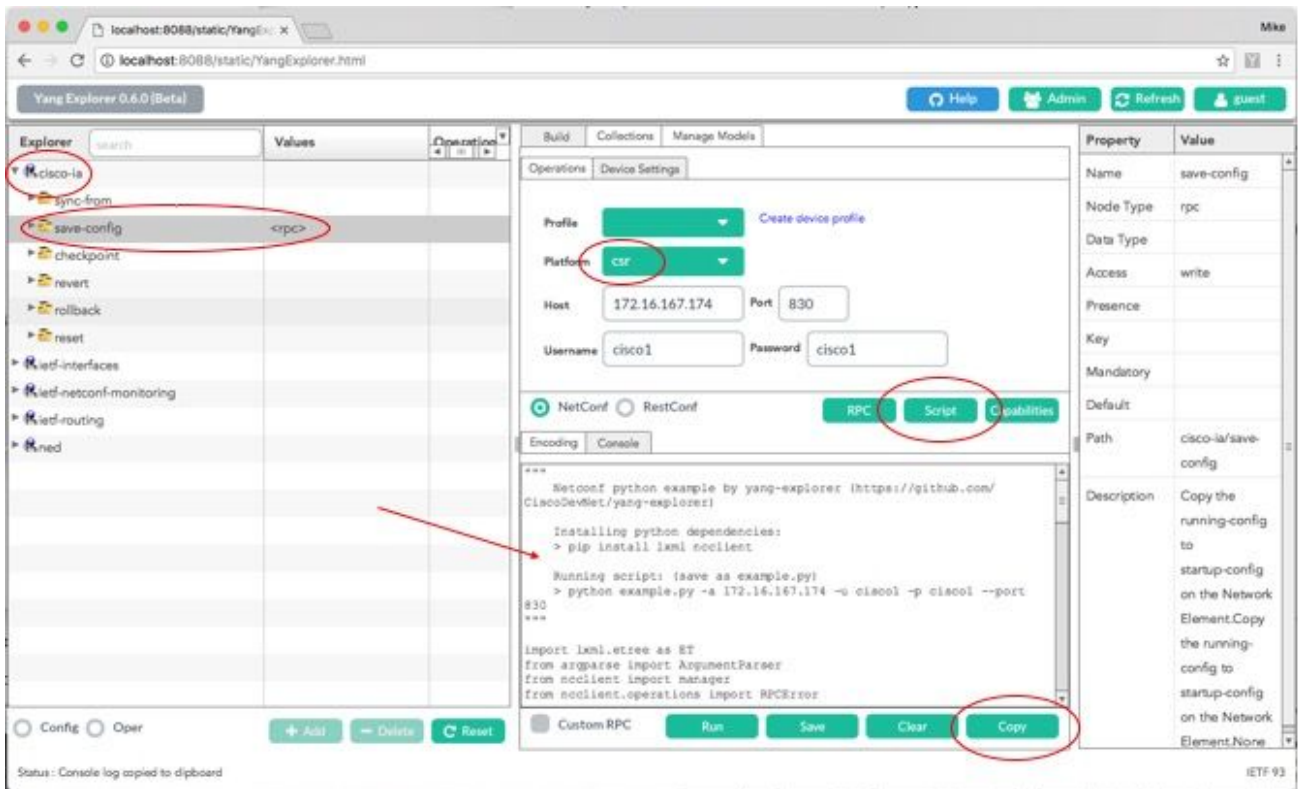 localhost:8088/static/YangEx
Mike
localhost:8088/static/YangExplorer.html
Yang Explorer 0.6.0 (Beta)
Help
Admin
Refresh
guest
Explorer
search
Values
Operation
cisco-ia
sync-from
save-config
<rpc>
checkpoint
revert
rollback
reset
ietf-interfaces
ietf-netconf-monitoring
ietf-routing
ned
Config
Oper
+ Add
Delete
Reset
Build
Collections
Manage Models
Operations
Device Settings
Profile
Create device profile
Platform
csr
Host
172.16.167.174
Port
830
Username
cisco1
Password
cisco1
NetConf
RestConf
RPC
Script
Capabilities
Encoding
Console
"""
Netconf python example by yang-explorer (https://github.com/
CiscoDevNet/yang-explorer)
Installing python dependencies:
> pip install lxml ncclient
Running script: (save as example.py)
> python example.py -a 172.16.167.174 -u cisco1 -p cisco1 --port
830
"""
import lxml.etree as ET
from argparse import ArgumentParser
from ncclient import manager
from ncclient.operations import RPCError
Custom RPC
Run
Save
Clear
Copy
Property
Value
Name
save-config
Node Type
rpc
Data Type
Access
write
Presence
Key
Mandatory
Default
Path
cisco-ia/save-
config
Description
Copy the
running-config
to
startup-config
on the Network
Element.Copy
the running-
config to
startup-config
on the Network
Element.None
Status : Console log copied to clipboard
IETF 93